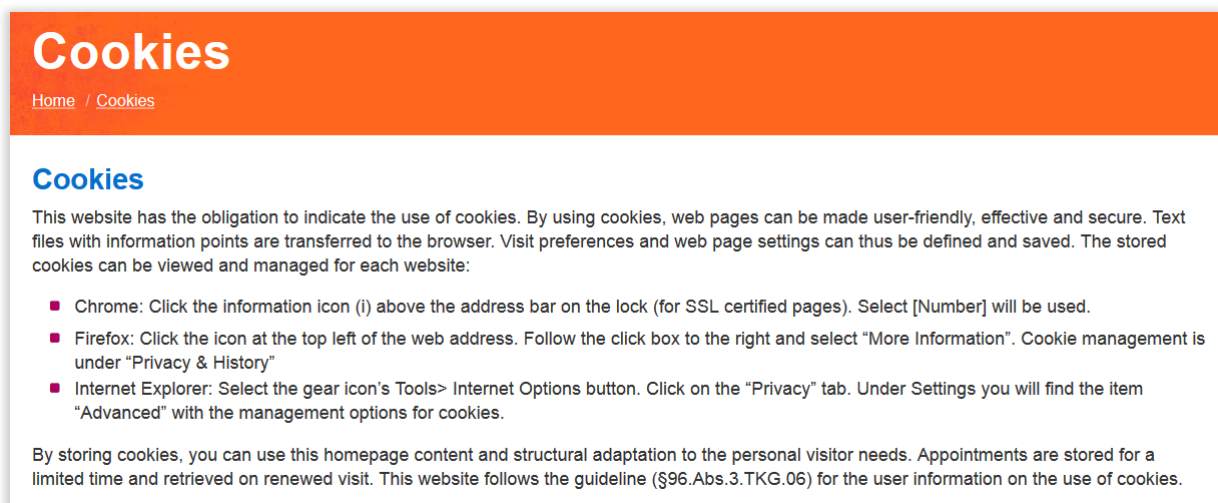 Cookies
Home / Cookies
Cookies
This website has the obligation to indicate the use of cookies. By using cookies, web pages can be made user-friendly, effective and secure. Text
files with information points are transferred to the browser. Visit preferences and web page settings can thus be defined and saved. The stored
cookies can be viewed and managed for each website:
Chrome: Click the information icon (i) above the address bar on the lock (for SSL certified pages). Select [Number] will be used.
Firefox: Click the icon at the top left of the web address. Follow the click box to the right and select “More Information”. Cookie management is
under “Privacy & History”
Internet Explorer: Select the gear icon’s Tools> Internet Options button. Click on the “Privacy” tab. Under Settings you will find the item
“Advanced” with the management options for cookies.
By storing cookies, you can use this homepage content and structural adaptation to the personal visitor needs. Appointments are stored for a
limited time and retrieved on renewed visit. This website follows the guideline (§96.Abs.3.TKG.06) for the user information on the use of cookies.